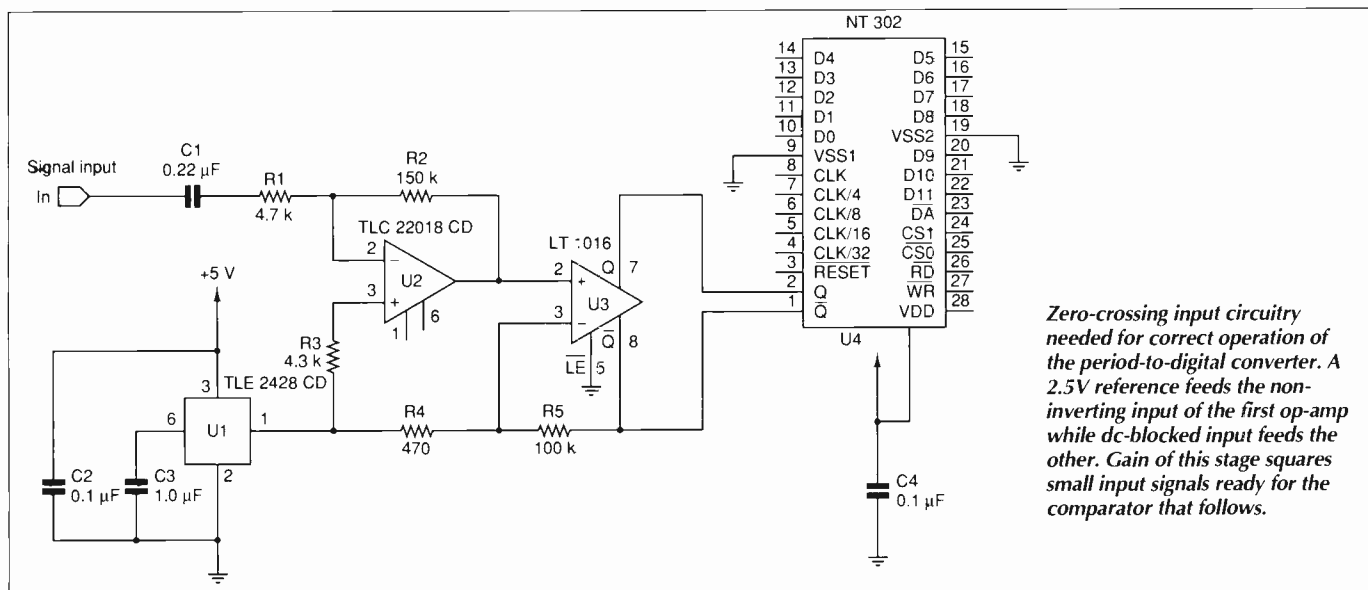 NT 302
14 D4 D5 15
13 D3 D6 16
12 D2 D7 17
11 D1 D8 18
10 D0 VSS2 19
9 VSS1 D9 20
8 CLK D10 21
7 CLK/4 D11 22
6 CLK/8 DA 23
5 CLK/16 CS1 24
4 CLK/32 CS0 25
3 RESET RD 26
2 Q WR 27
1 Q VDD 28
U4
Signal input
In
C1
0.22 µF
R1
4.7 k
R2
150 k
TLC 22018 CD
2 −
U2
3 +
1
6
LT 1016
2 + Q 7
U3
3 − Q 8
LE 5
+5 V
R3
4.3 k
TLE 2428 CD
3
6 U1 1
2
R4
470
R5
100 k
C2
0.1 µF
C3
1.0 µF
C4
0.1 µF
Zero-crossing input circuitry
needed for correct operation of
the period-to-digital converter. A
2.5V reference feeds the non-
inverting input of the first op-amp
while dc-blocked input feeds the
other. Gain of this stage squares
small input signals ready for the
comparator that follows.